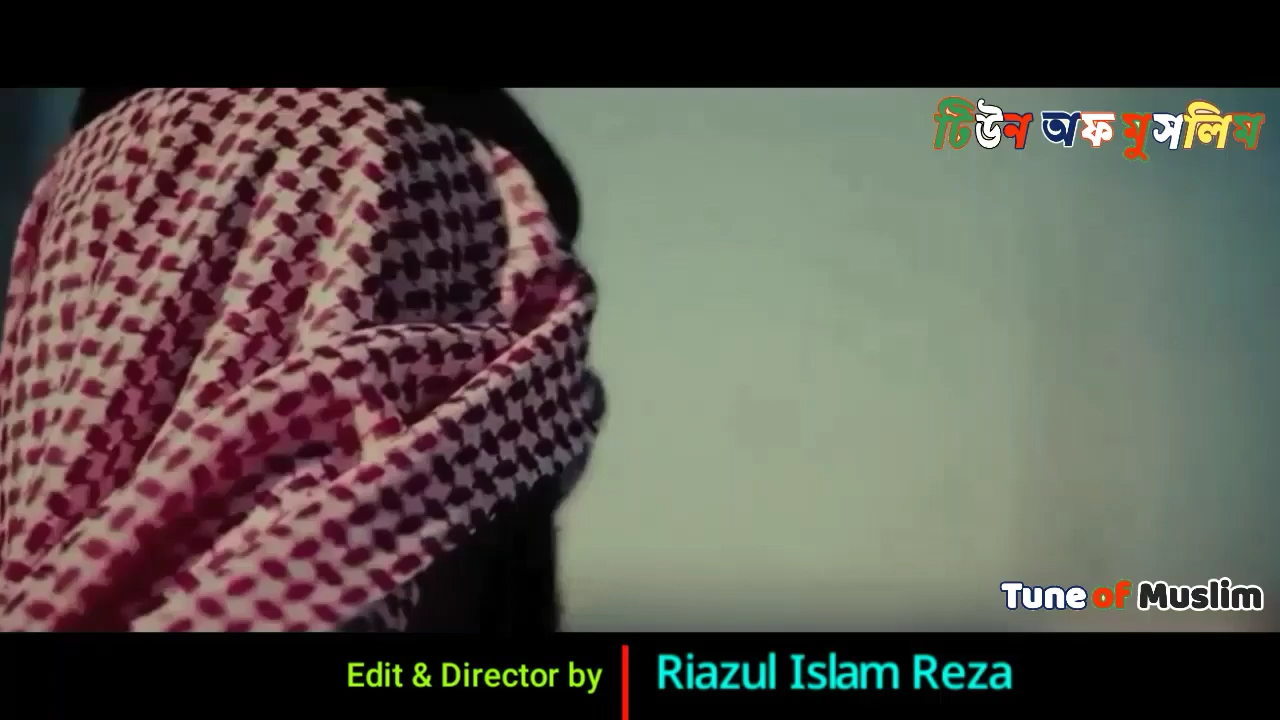 টিউন অফ মুসলিম
Tune of Muslim
Edit & Director by
Riazul Islam Reza